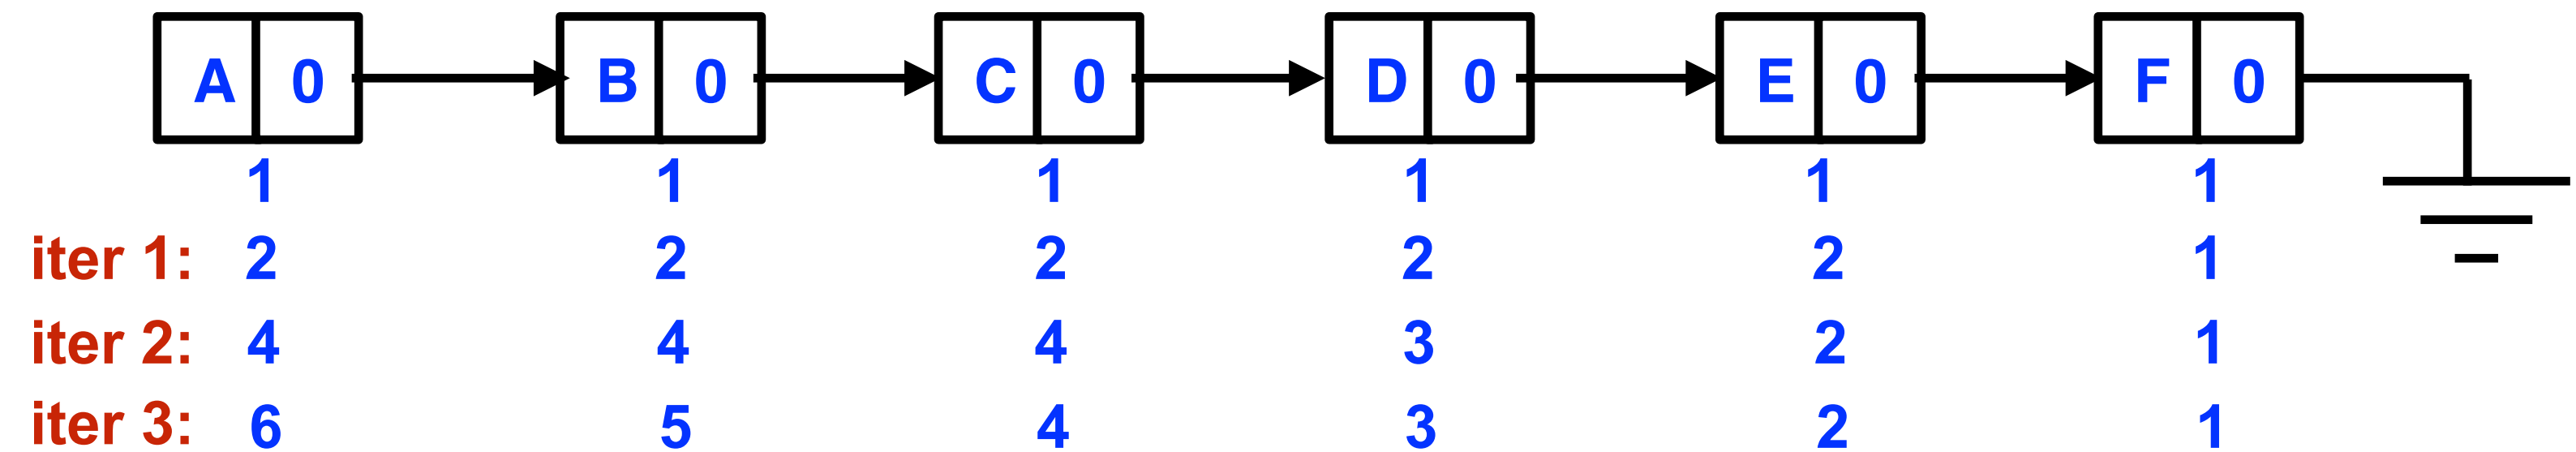 A 0 B 0 C 0 D 0 E 0 F 0
1 1 1 1 1 1
iter 1: 2 2 2 2 2 1
iter 2: 4 4 4 3 2 1
iter 3: 6 5 4 3 2 1